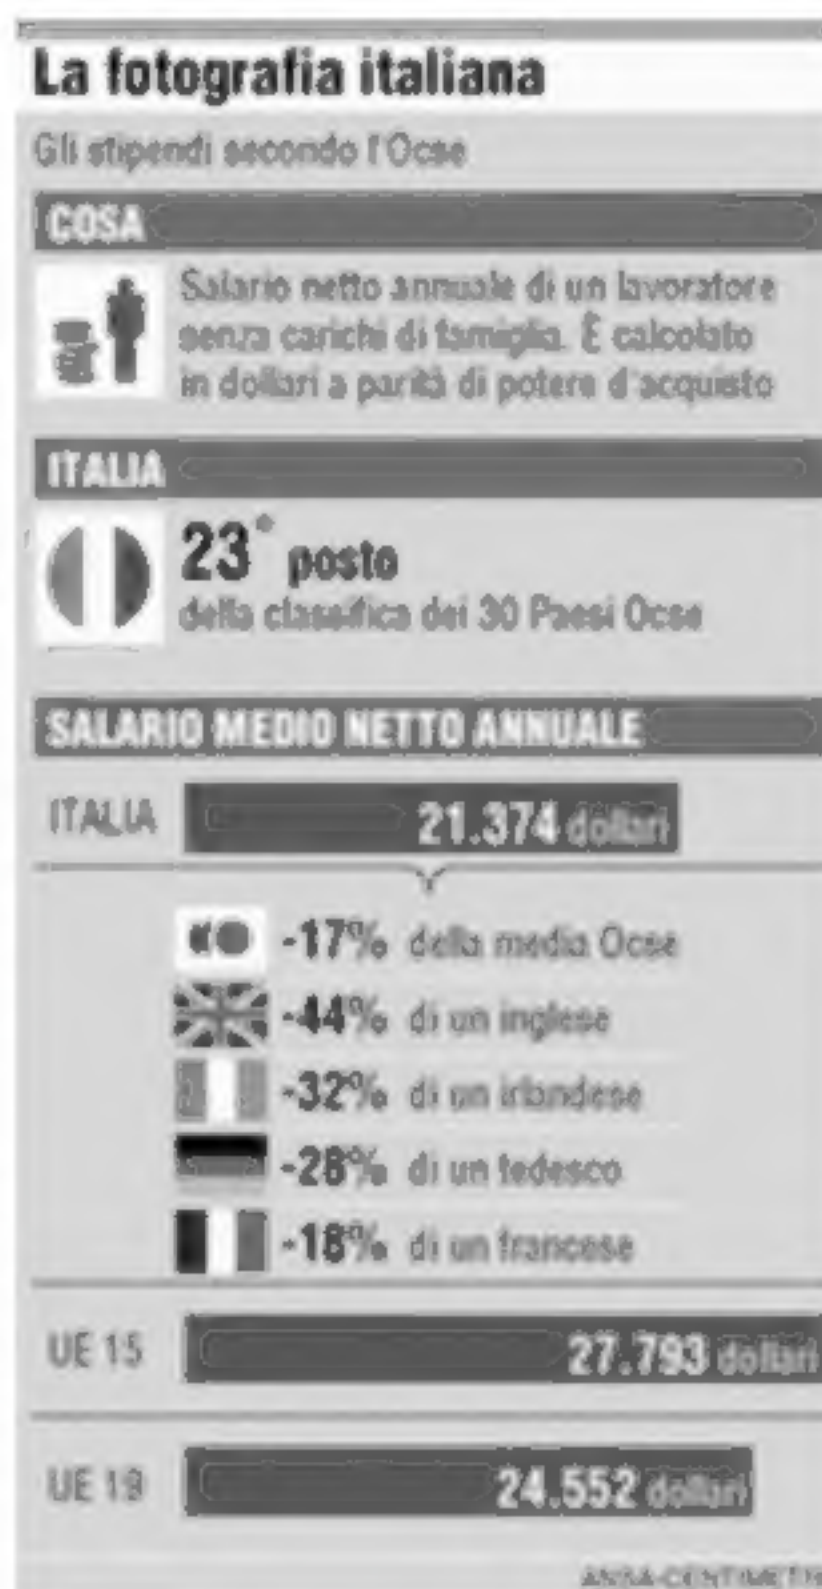 La fotografia italiana
Gli stipendi secondo l'Ocse
COSA
Salario netto annuale di un lavoratore
senza carichi di famiglia. È calcolato
in dollari a parità di potere d'acquisto
ITALIA
23° posto
della classifica dei 30 Paesi Ocse
SALARIO MEDIO NETTO ANNUALE
ITALIA 21.374 dollari
-17% della media Ocse
-44% di un inglese
-32% di un irlandese
-28% di un tedesco
-18% di un francese
UE 15 27.793 dollari
UE 19 24.552 dollari
ANSA-CENTIMETRI